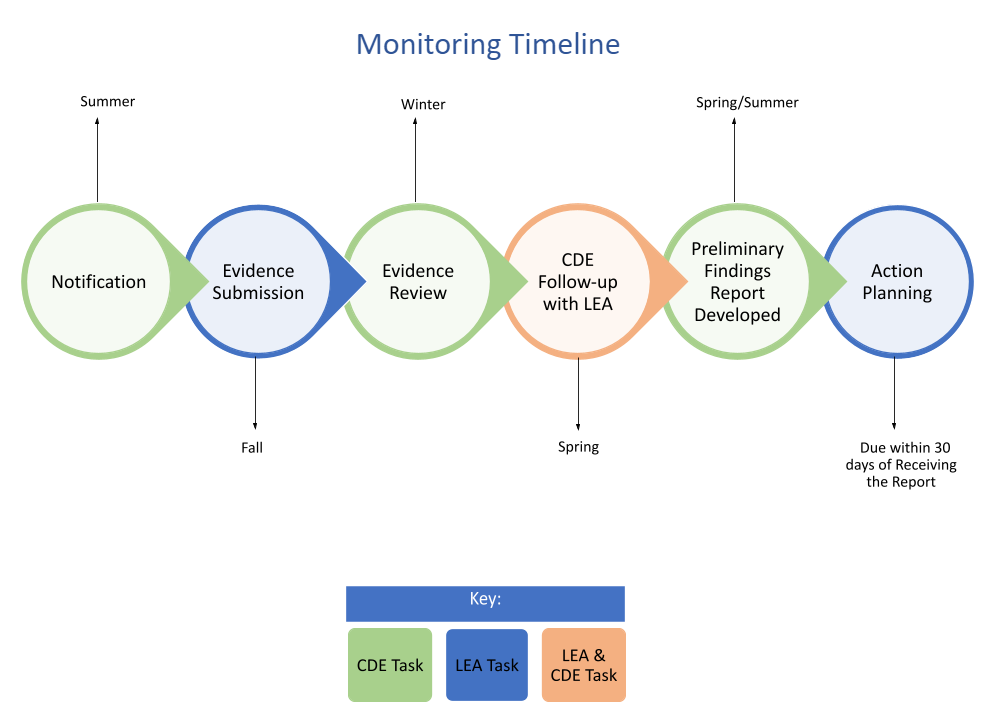 Monitoring Timeline
Summer
Winter
Spring/Summer
Notification
Evidence
Submission
Evidence
Review
CDE
Follow-up
with LEA
Preliminary
Findings
Report
Developed
Action
Planning
Fall
Spring
Due within 30
days of Receiving
the Report
Key:
CDE Task
LEA Task
LEA &
CDE Task